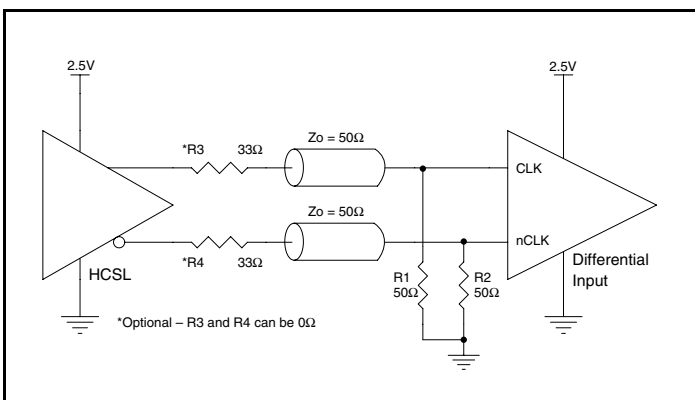 2.5V
2.5V
*R3
33Ω
Zo = 50Ω
CLK
Zo = 50Ω
nCLK
*R4
33Ω
HCSL
R1
50Ω
R2
50Ω
Differential
Input
*Optional – R3 and R4 can be 0Ω